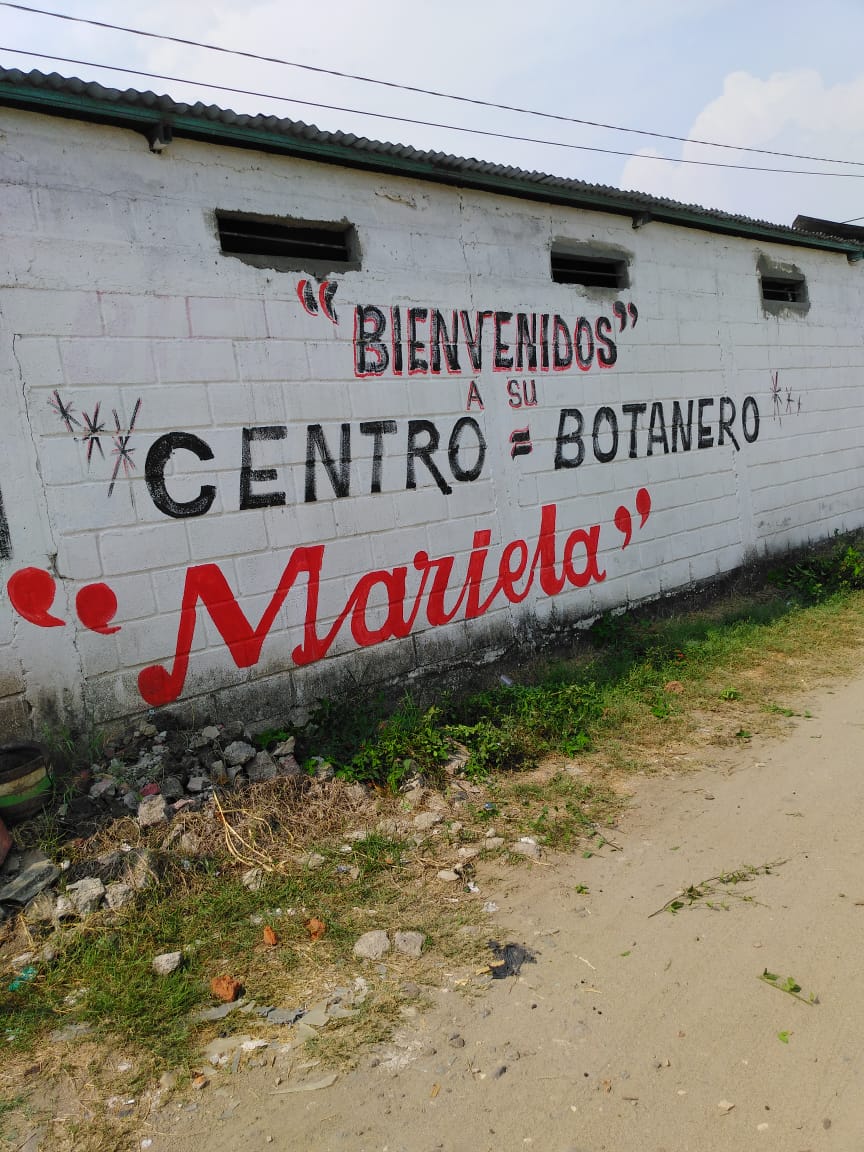 “BIENVENIDOS”
A SU
CENTRO = BOTANERO
“Mariela”